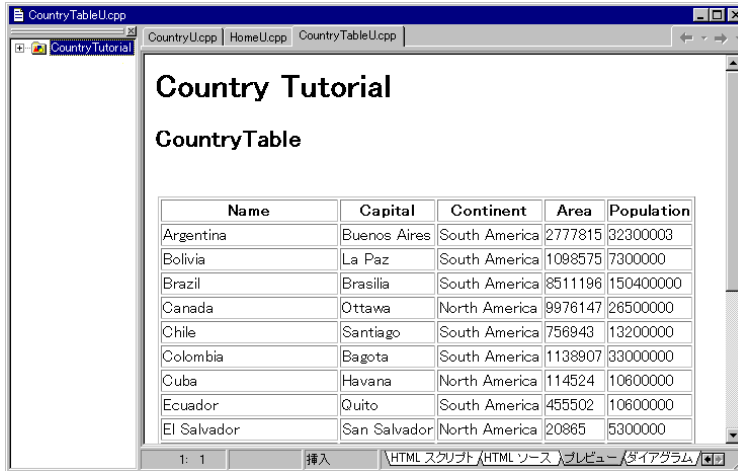 CountryTableU.cpp
CountryTutorial
CountryU.cpp HomeU.cpp CountryTableU.cpp
Country Tutorial
CountryTable
Name Capital Continent Area Population
Argentina Buenos Aires South America 2777815 32300003
Bolivia La Paz South America 1098575 7300000
Brazil Brasilia South America 8511196 150400000
Canada Ottawa North America 9976147 26500000
Chile Santiago South America 756943 13200000
Colombia Bagota South America 1138907 33000000
Cuba Havana North America 114524 10600000
Ecuador Quito South America 455502 10600000
El Salvador San Salvador North America 20865 5300000
1: 1 挿入 HTML スクリプト HTML ソース プレビュー ダイアグラム